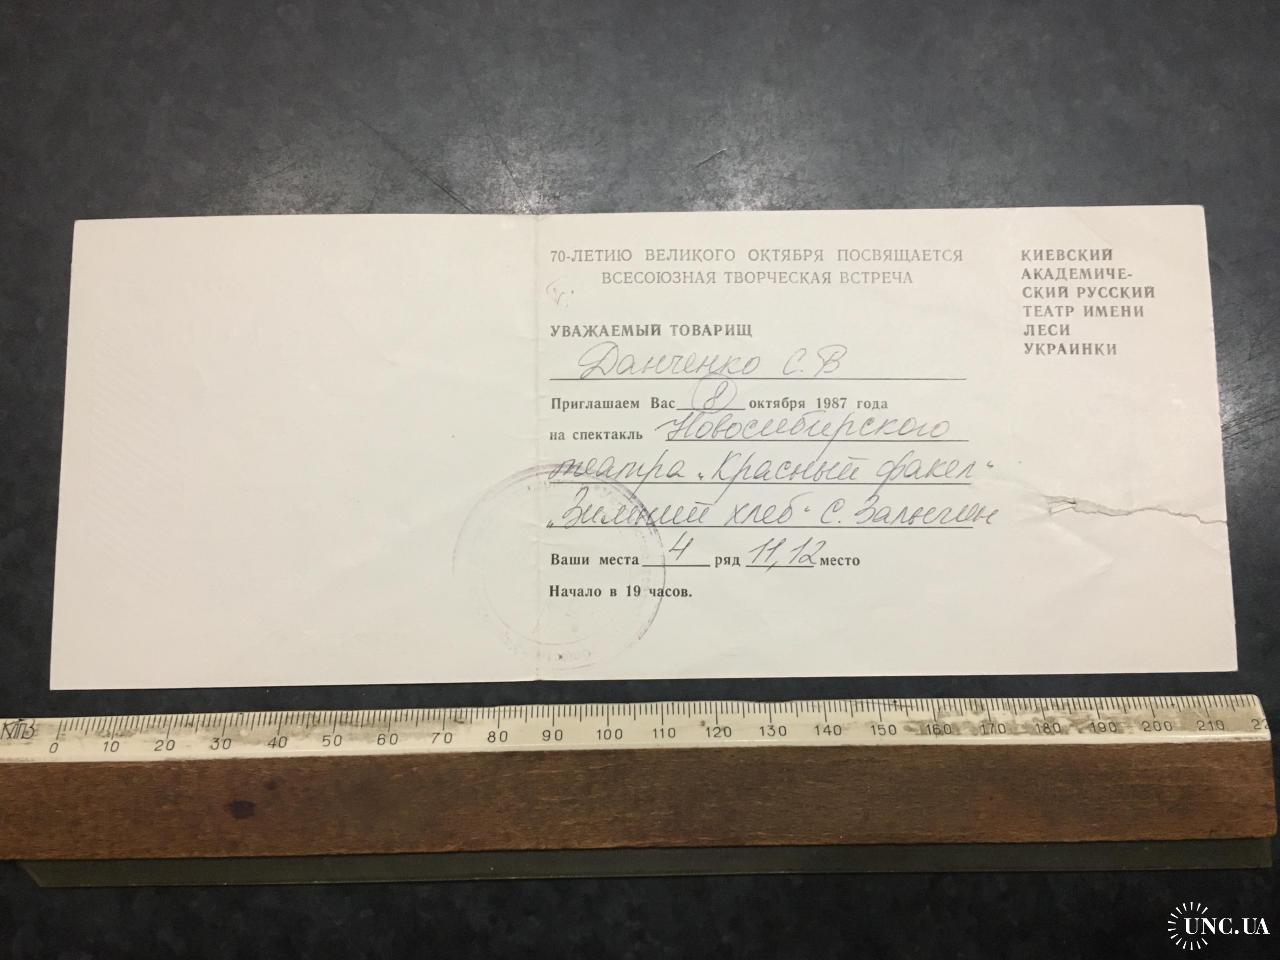 70-ЛЕТИЮ ВЕЛИКОГО ОКТЯБРЯ ПОСВЯЩАЕТСЯ
ВСЕСОЮЗНАЯ ТВОРЧЕСКАЯ ВСТРЕЧА
КИЕВСКИЙ
АКАДЕМИЧЕ-
СКИЙ РУССКИЙ
ТЕАТР ИМЕНИ
ЛЕСИ
УКРАИНКИ
УВАЖАЕМЫЙ ТОВАРИЩ
Данченко С. В
Приглашаем Вас 8 октября 1987 года
на спектакль Новосибирского
театра „Красный факел"
„Зимний хлеб" С. Залыгин
Ваши места 4 ряд 11, 12 место
Начало в 19 часов.
0 10 20 30 40 50 60 70 80 90 100 110 120 130 140 150 160 170 180 190 200 210
UNC.UA